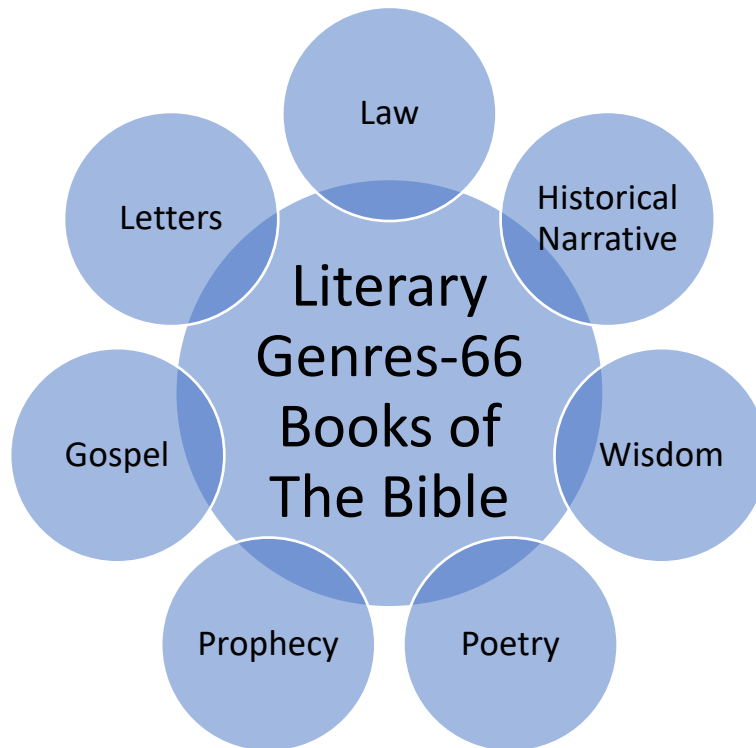 Law
Historical
Narrative
Wisdom
Poetry
Prophecy
Gospel
Letters
Literary
Genres-66
Books of
The Bible